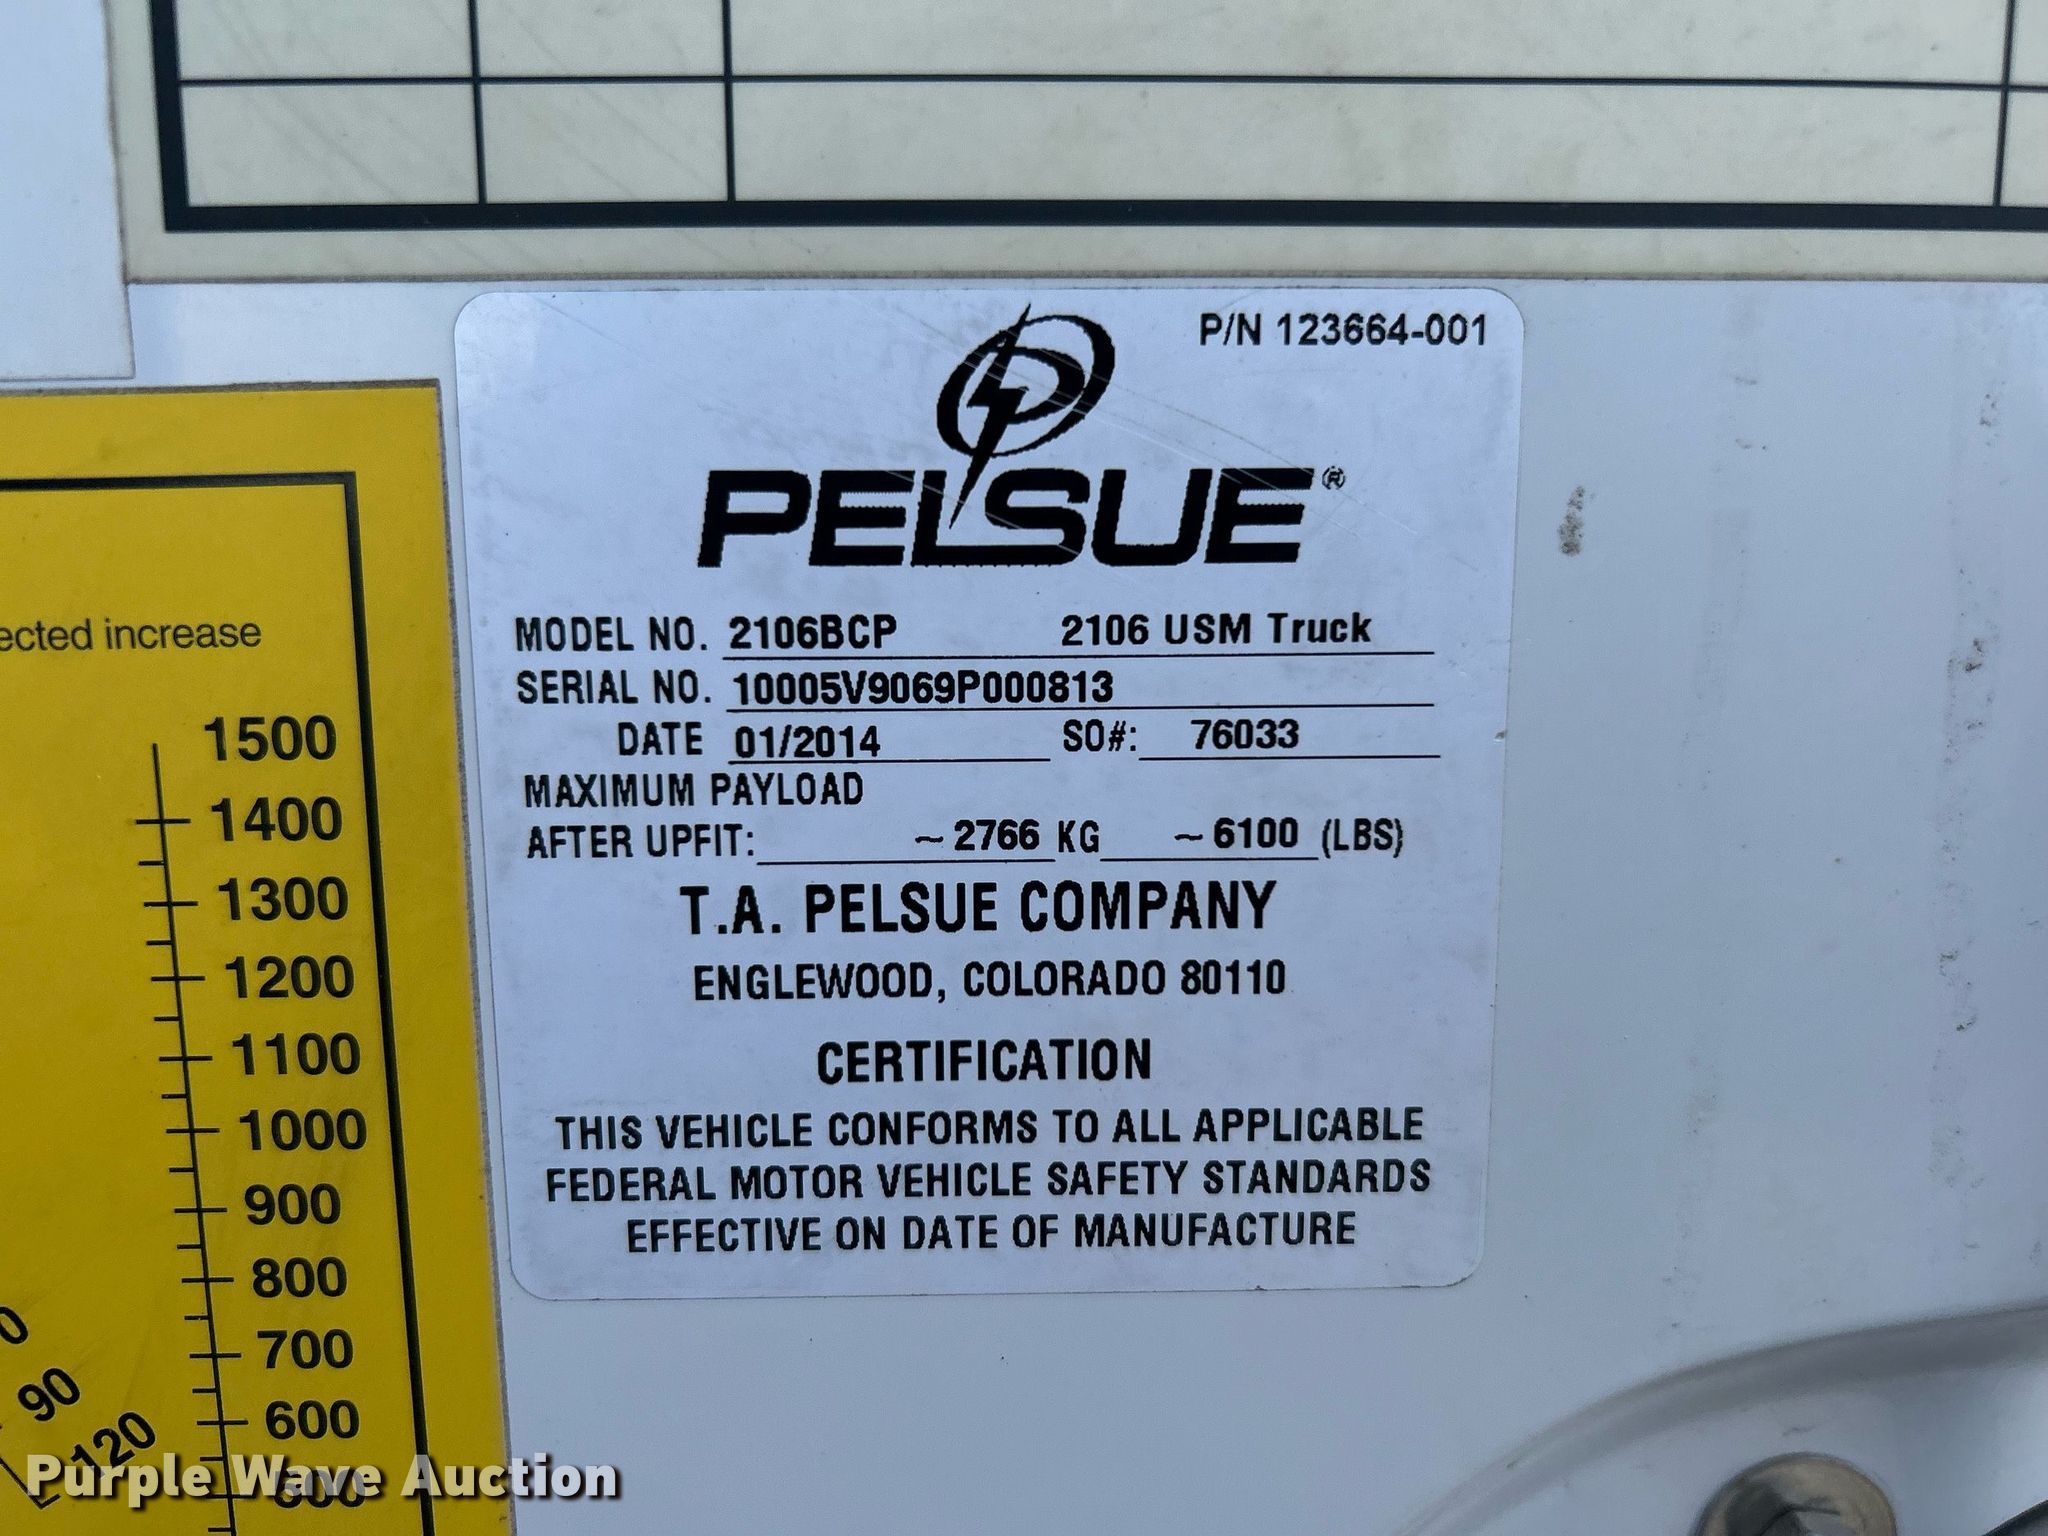 P/N 123664-001
PELSUE®
MODEL NO. 2106BCP 2106 USM Truck
SERIAL NO. 10005V9069P000813
DATE 01/2014 SO#: 76033
MAXIMUM PAYLOAD
AFTER UPFIT: ~ 2766 KG ~ 6100 (LBS)
T.A. PELSUE COMPANY
ENGLEWOOD, COLORADO 80110
CERTIFICATION
THIS VEHICLE CONFORMS TO ALL APPLICABLE
FEDERAL MOTOR VEHICLE SAFETY STANDARDS
EFFECTIVE ON DATE OF MANUFACTURE
increase
1500
1400
1300
1200
1100
1000
900
800
700
600
90
120
Purple Wave Auction